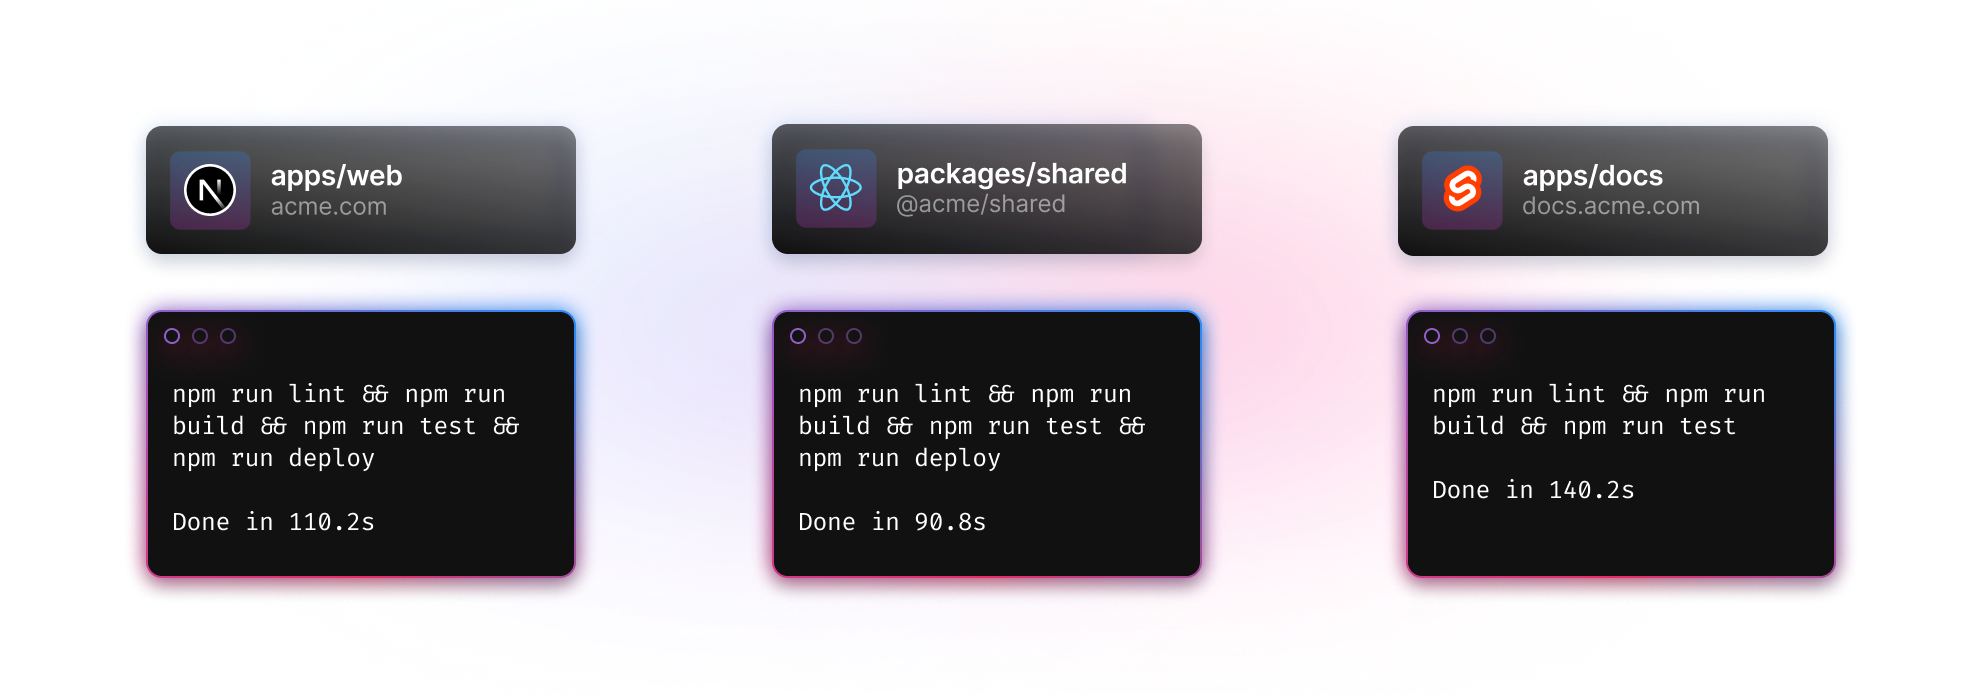 apps/web
acme.com
packages/shared
@acme/shared
apps/docs
docs.acme.com
npm run lint && npm run
build && npm run test &&
npm run deploy
Done in 110.2s
npm run lint && npm run
build && npm run test &&
npm run deploy
Done in 90.8s
npm run lint && npm run
build && npm run test
Done in 140.2s